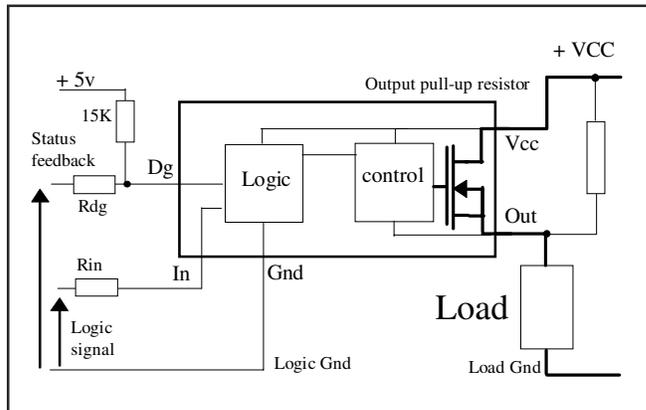 + VCC
+ 5v
Output pull-up resistor
15K
Status
feedback
Vcc
Dg
Logic
control
Rdg
Out
Rin
In
Gnd
Load
Logic
signal
Logic Gnd
Load Gnd